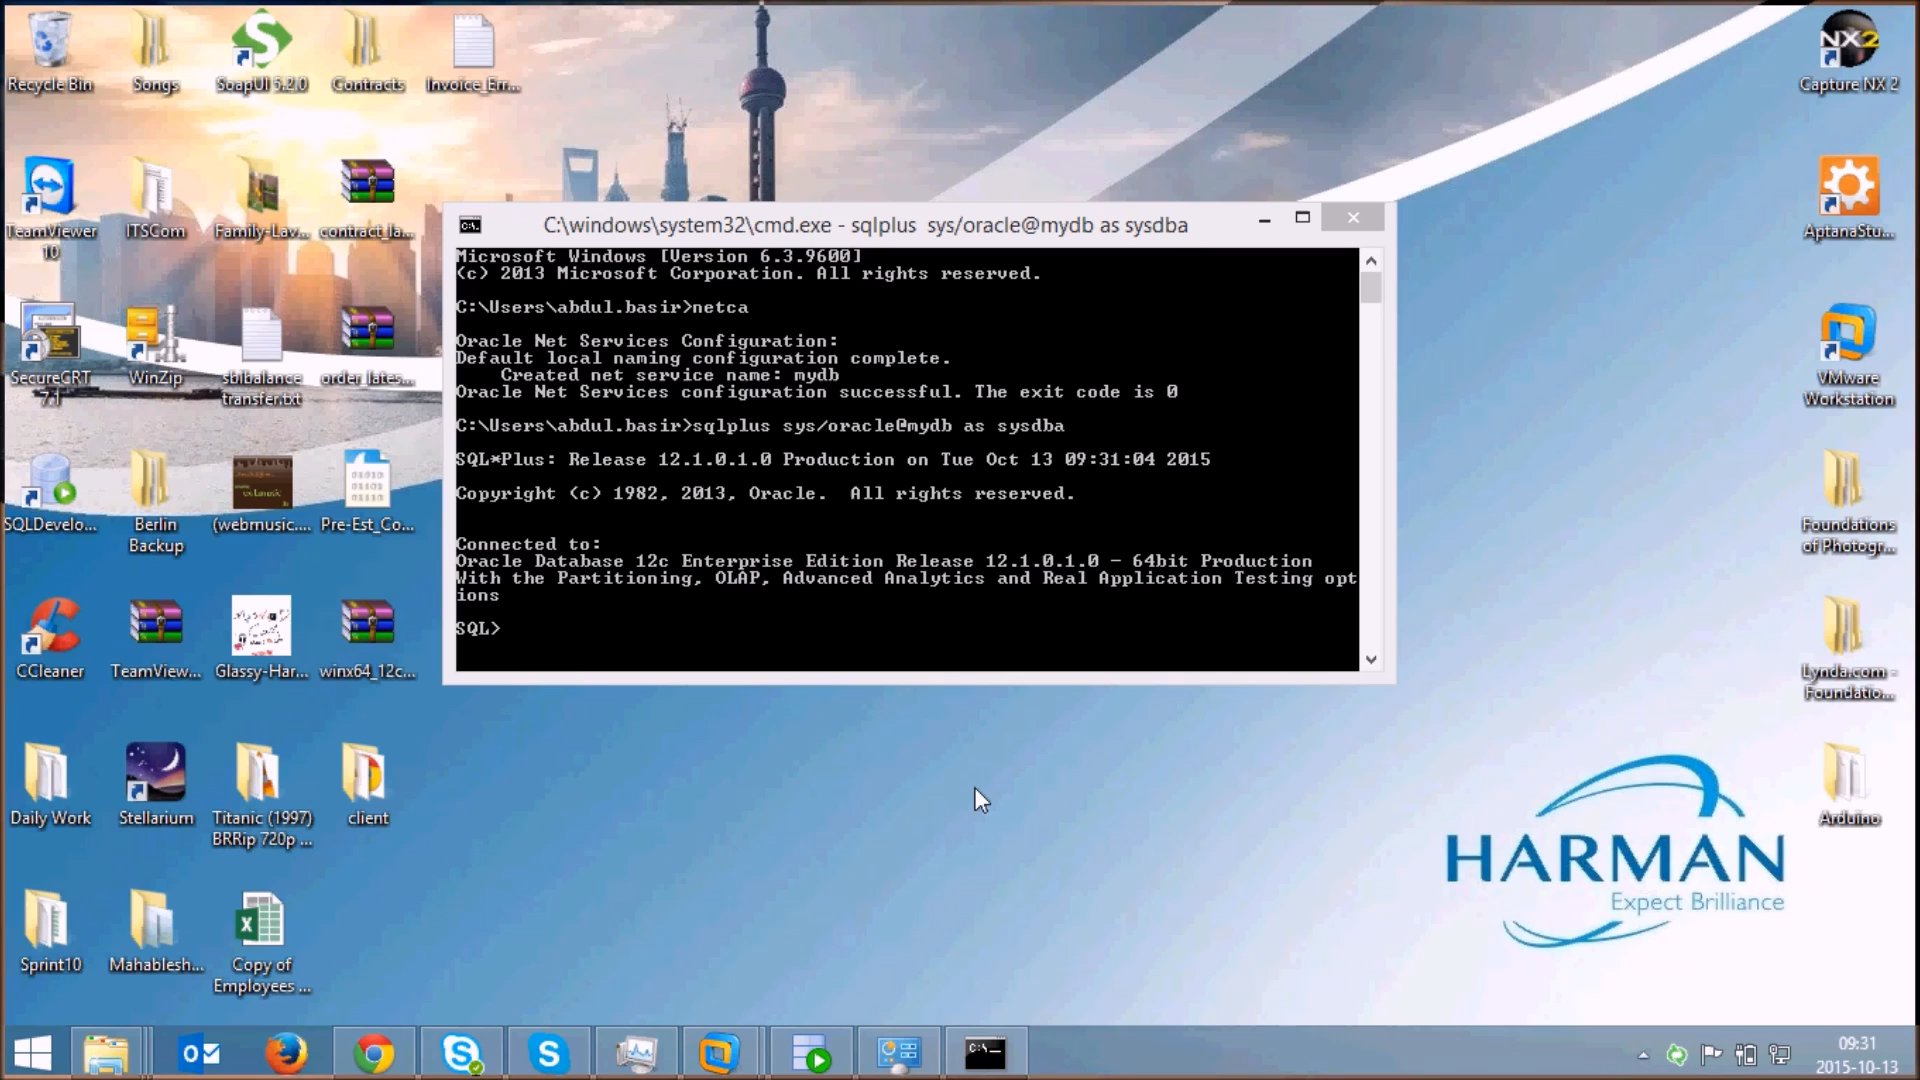 Recycle Bin
Songs
SoapUI 5.2.0
Contracts
Invoice_Err...
NX2
Capture NX 2
TeamViewer
10
ITSCom
Family-Law...
contract_la...
AptanaStu...
SecureCRT
7.1
WinZip
sblbalance
transfer.txt
order_lates...
VMware
Workstation
SQLDevelo...
Berlin
Backup
(webmusic....
Pre-Est_Co...
Foundations
of Photogr...
CCleaner
TeamView...
Glassy-Har...
winx64_12c...
Lynda.com -
Foundatio...
Daily Work
Stellarium
Titanic (1997)
BRRip 720p ...
client
Arduino
Sprint10
Mahablesh...
Copy of
Employees ...
C:\windows\system32\cmd.exe - sqlplus  sys/oracle@mydb as sysdba
Microsoft Windows [Version 6.3.9600]
(c) 2013 Microsoft Corporation. All rights reserved.
C:\Users\abdul.basir>netca
Oracle Net Services Configuration:
Default local naming configuration complete.
    Created net service name: mydb
Oracle Net Services configuration successful. The exit code is 0
C:\Users\abdul.basir>sqlplus sys/oracle@mydb as sysdba
SQL*Plus: Release 12.1.0.1.0 Production on Tue Oct 13 09:31:04 2015
Copyright (c) 1982, 2013, Oracle.  All rights reserved.
Connected to:
Oracle Database 12c Enterprise Edition Release 12.1.0.1.0 - 64bit Production
With the Partitioning, OLAP, Advanced Analytics and Real Application Testing opt
ions
SQL>
HARMAN
Expect Brilliance
09:31
2015-10-13